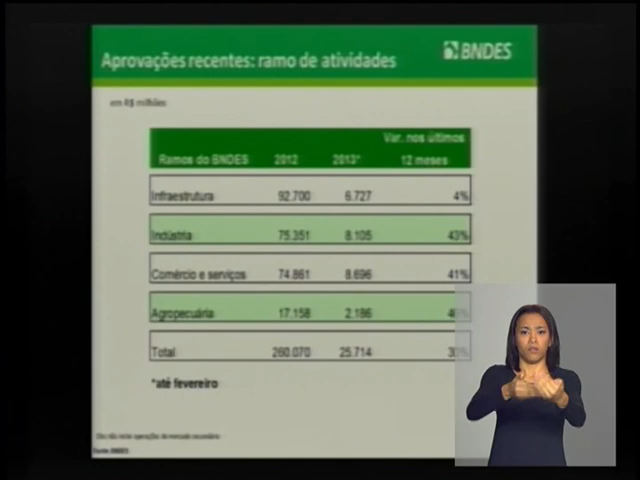 Aprovações recentes: ramo de atividades
BNDES
em R$ milhões
Var. nos últimos
Ramos do BNDES 2012 2013* 12 meses
Infraestrutura 92.700 6.727 4%
Indústria 75.351 8.105 43%
Comércio e serviços 74.861 8.696 41%
Agropecuária 17.158 2.186
Total 260.070 25.714
*até fevereiro
Fonte: BNDES